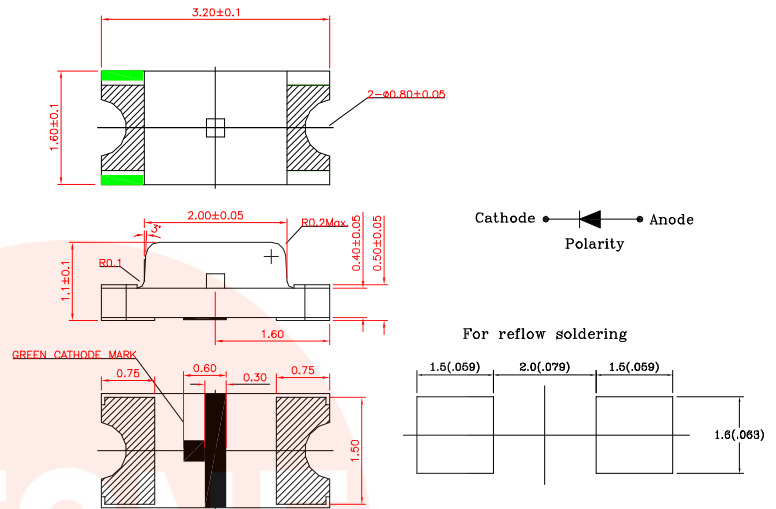 3.20±0.1
1.60±0.1
2-ø0.80±0.05
2.00±0.05
3°
R0.2Max.
R0.1
1.1±0.1
0.40±0.05
0.50±0.05
1.60
Cathode
Anode
Polarity
GREEN CATHODE MARK
0.75
0.60
0.30
0.75
1.50
For reflow soldering
1.5(.059)
2.0(.079)
1.5(.059)
1.6(.063)